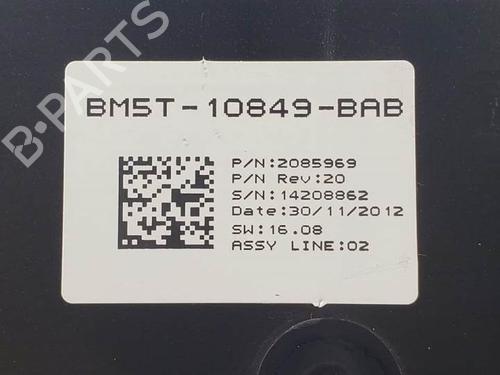 BM5T-10849-BAB
P/N:2085969
P/N Rev:20
S/N:14208862
Date:30/11/2012
SW:16.08
ASSY LINE:02
B-PARTS